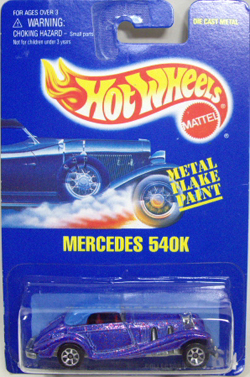 FOR AGES OVER 3
WARNING:
CHOKING HAZARD - Small parts
Not for children under 3 years.
DIE CAST METAL
Hot Wheels
MATTEL
METAL
FLAKE
PAINT
MERCEDES 540K